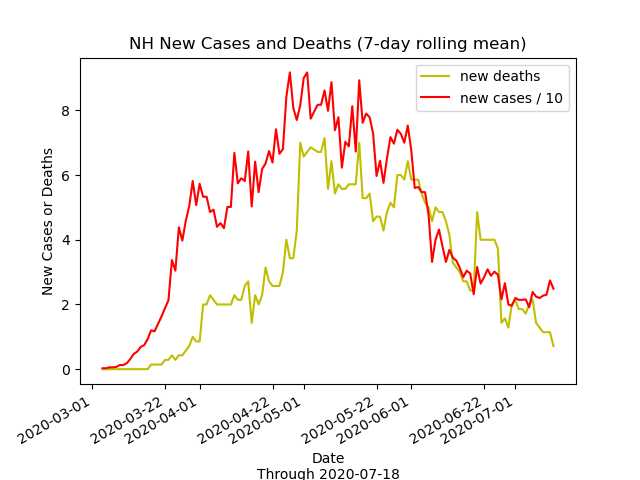 NH New Cases and Deaths (7-day rolling mean)
new deaths
new cases / 10
New Cases or Deaths
8
6
4
2
0
2020-03-01
2020-03-22
2020-04-01
2020-04-22
2020-05-01
2020-05-22
2020-06-01
2020-06-22
2020-07-01
Date
Through 2020-07-18